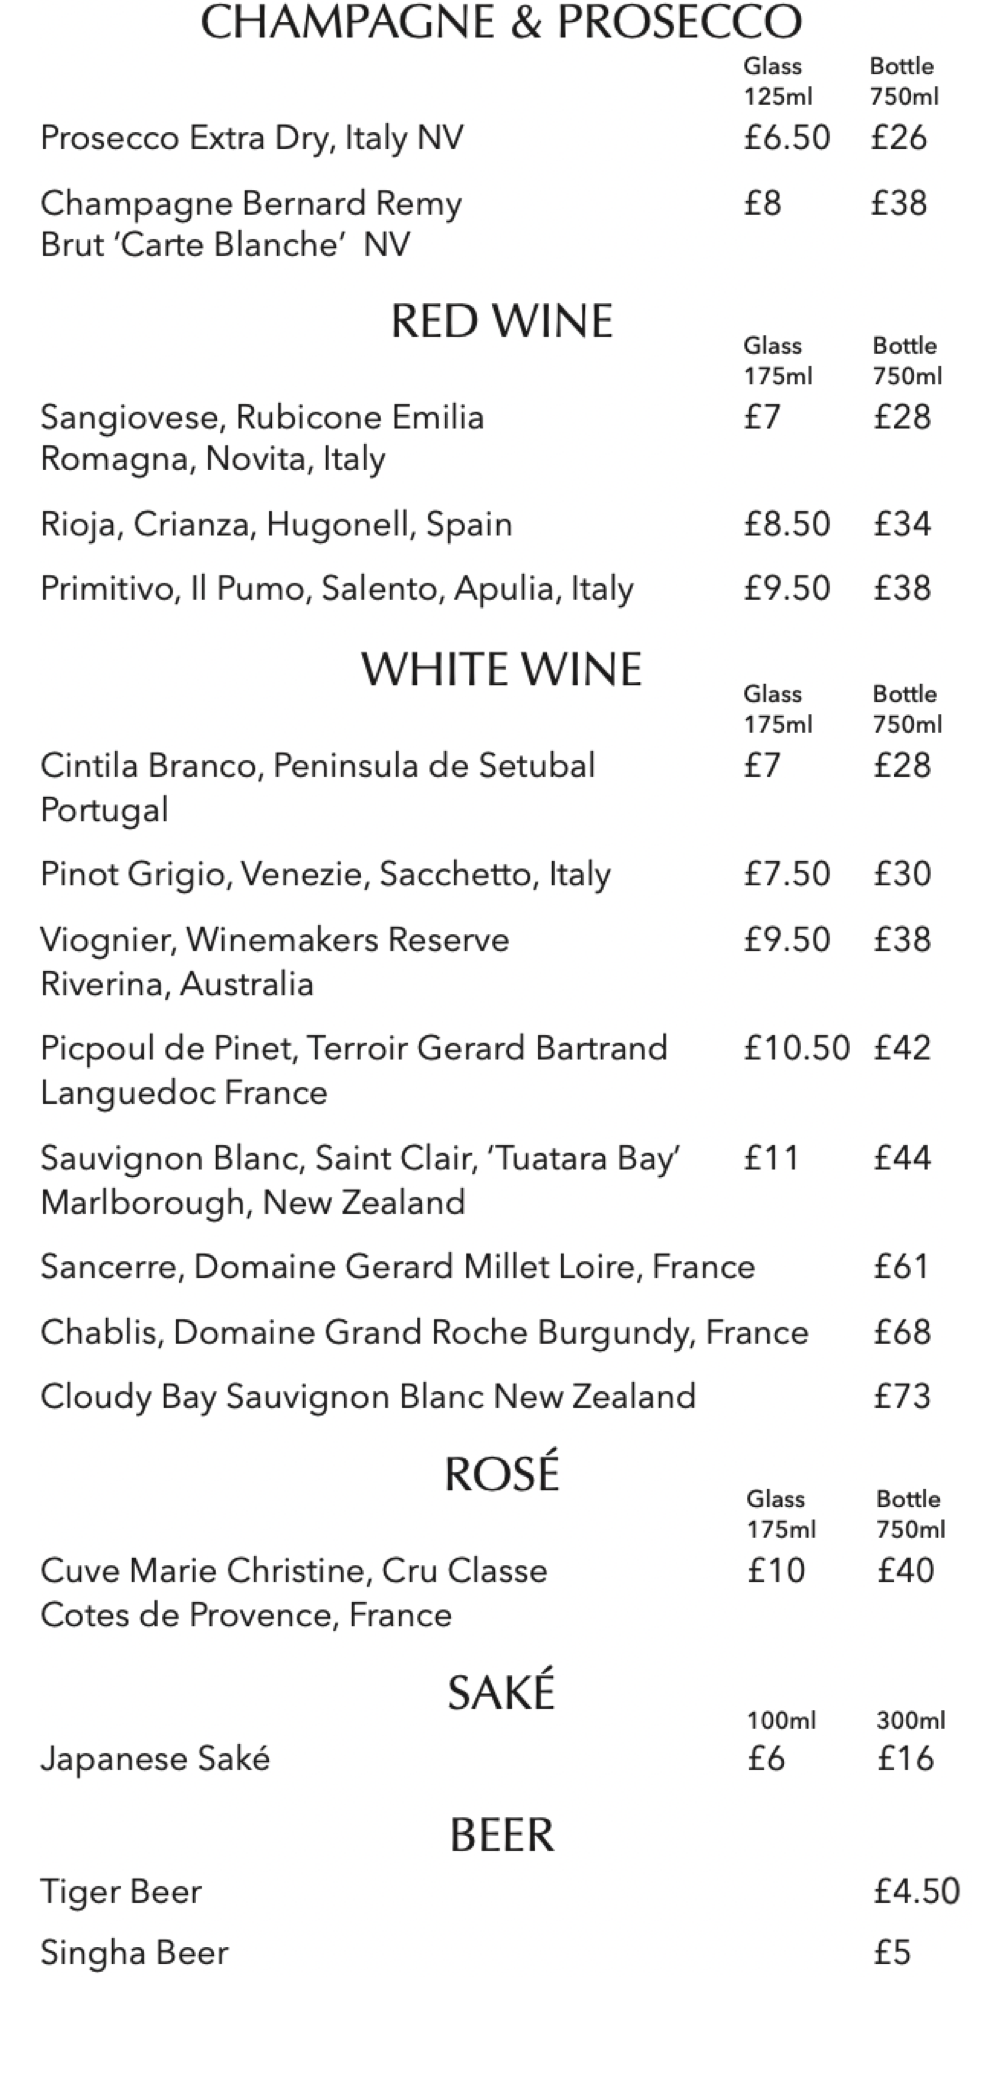 CHAMPAGNE & PROSECCO
Glass Bottle
125ml 750ml
Prosecco Extra Dry, Italy NV £6.50 £26
Champagne Bernard Remy £8 £38
Brut ‘Carte Blanche’ NV
RED WINE
Glass Bottle
175ml 750ml
Sangiovese, Rubicone Emilia £7 £28
Romagna, Novita, Italy
Rioja, Crianza, Hugonell, Spain £8.50 £34
Primitivo, Il Pumo, Salento, Apulia, Italy £9.50 £38
WHITE WINE
Glass Bottle
175ml 750ml
Cintila Branco, Peninsula de Setubal £7 £28
Portugal
Pinot Grigio, Venezie, Sacchetto, Italy £7.50 £30
Viognier, Winemakers Reserve £9.50 £38
Riverina, Australia
Picpoul de Pinet, Terroir Gerard Bartrand £10.50 £42
Languedoc France
Sauvignon Blanc, Saint Clair, ‘Tuatara Bay’ £11 £44
Marlborough, New Zealand
Sancerre, Domaine Gerard Millet Loire, France £61
Chablis, Domaine Grand Roche Burgundy, France £68
Cloudy Bay Sauvignon Blanc New Zealand £73
ROSÉ
Glass Bottle
175ml 750ml
Cuve Marie Christine, Cru Classe £10 £40
Cotes de Provence, France
SAKÉ
100ml 300ml
Japanese Saké £6 £16
BEER
Tiger Beer £4.50
Singha Beer £5